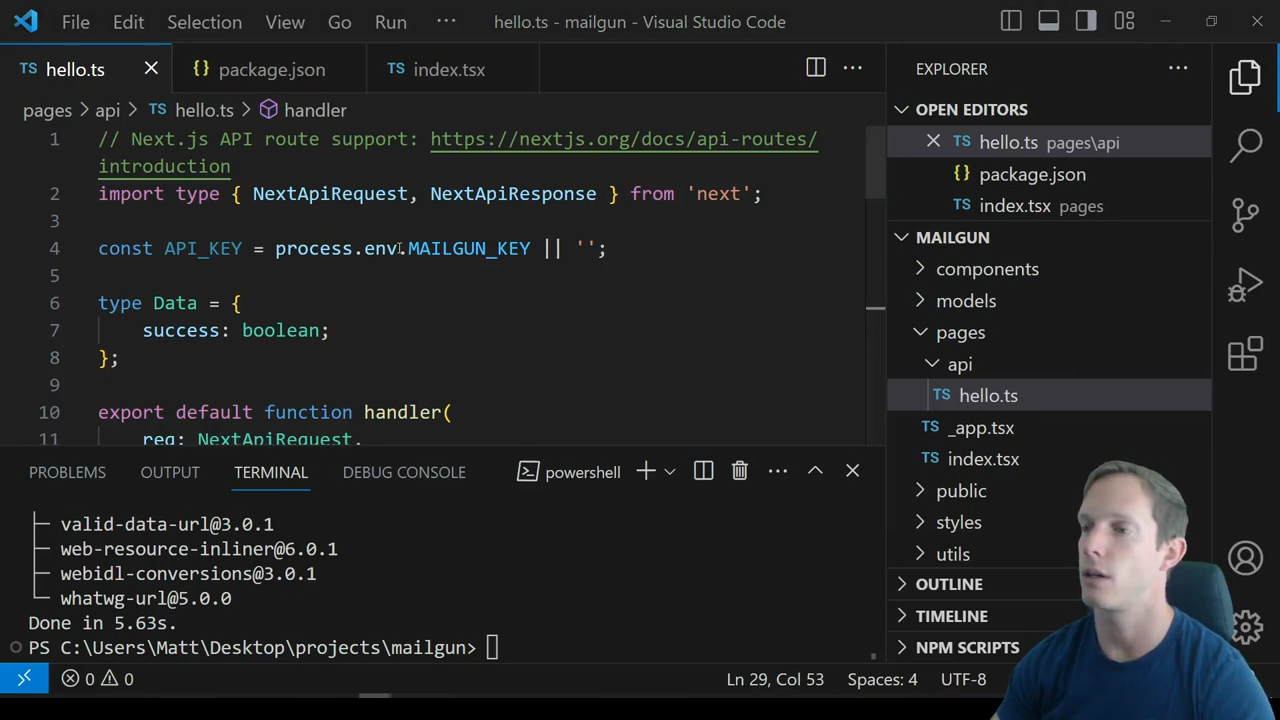 File Edit Selection View Go Run ··· hello.ts - mailgun - Visual Studio Code
TS hello.ts {} package.json TS index.tsx
pages > api > TS hello.ts > handler
1 // Next.js API route support: https://nextjs.org/docs/api-routes/
introduction
2 import type { NextApiRequest, NextApiResponse } from 'next';
3
4 const API_KEY = process.env.MAILGUN_KEY || '';
5
6 type Data = {
7 success: boolean;
8 };
9
10 export default function handler(
11 req: NextApiRequest,
PROBLEMS OUTPUT TERMINAL DEBUG CONSOLE powershell
├─ valid-data-url@3.0.1
├─ web-resource-inliner@6.0.1
├─ webidl-conversions@3.0.1
└─ whatwg-url@5.0.0
Done in 5.63s.
PS C:\Users\Matt\Desktop\projects\mailgun>
EXPLORER
OPEN EDITORS
TS hello.ts pages\api
{} package.json
TS index.tsx pages
MAILGUN
components
models
pages
api
TS hello.ts
TS _app.tsx
TS index.tsx
public
styles
utils
OUTLINE
TIMELINE
NPM SCRIPTS
0 0 Ln 29, Col 53 Spaces: 4 UTF-8